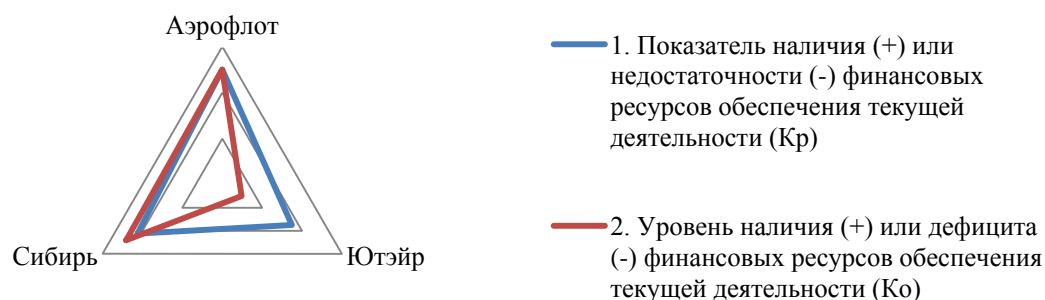 Аэрофлот
Сибирь
Ютэйр
1. Показатель наличия (+) или
недостаточности (-) финансовых
ресурсов обеспечения текущей
деятельности (Кр)
2. Уровень наличия (+) или дефицита
(-) финансовых ресурсов обеспечения
текущей деятельности (Ко)